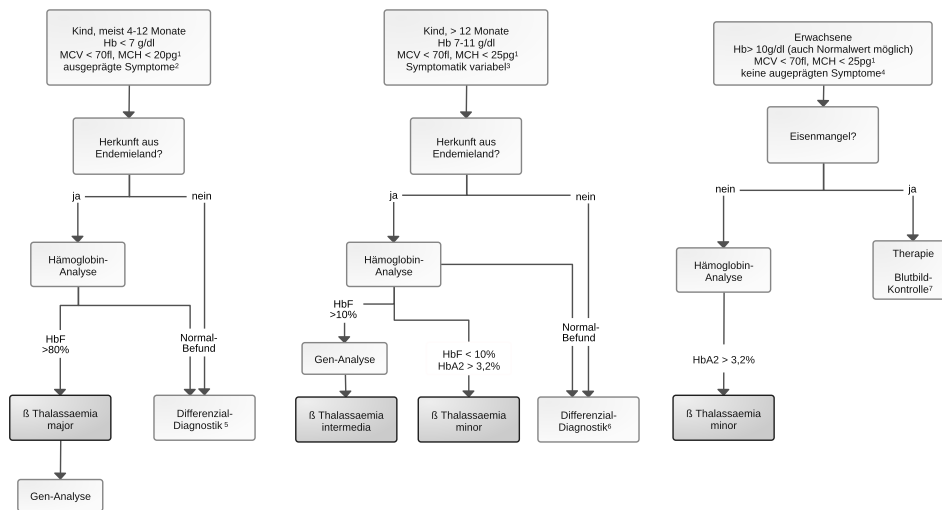 Kind, meist 4-12 Monate
Hb < 7 g/dl
MCV < 70fl, MCH < 20pg¹
ausgeprägte Symptome²
Herkunft aus
Endemieland?
ja
nein
Hämoglobin-
Analyse
HbF
>80%
Normal-
Befund
ß Thalassaemia
major
Differenzial-
Diagnostik ⁵
Gen-Analyse
Kind, > 12 Monate
Hb 7-11 g/dl
MCV < 70fl, MCH < 25pg¹
Symptomatik variabel³
Herkunft aus
Endemieland?
ja
nein
Hämoglobin-
Analyse
HbF
>10%
Gen-Analyse
HbF < 10%
HbA2 > 3,2%
Normal-
Befund
ß Thalassaemia
intermedia
ß Thalassaemia
minor
Differenzial-
Diagnostik⁶
Erwachsene
Hb> 10g/dl (auch Normalwert möglich)
MCV < 70fl, MCH < 25pg¹
keine augeprägten Symptome⁴
Eisenmangel?
nein
ja
Hämoglobin-
Analyse
Therapie
Blutbild-
Kontrolle⁷
HbA2 > 3,2%
ß Thalassaemia
minor